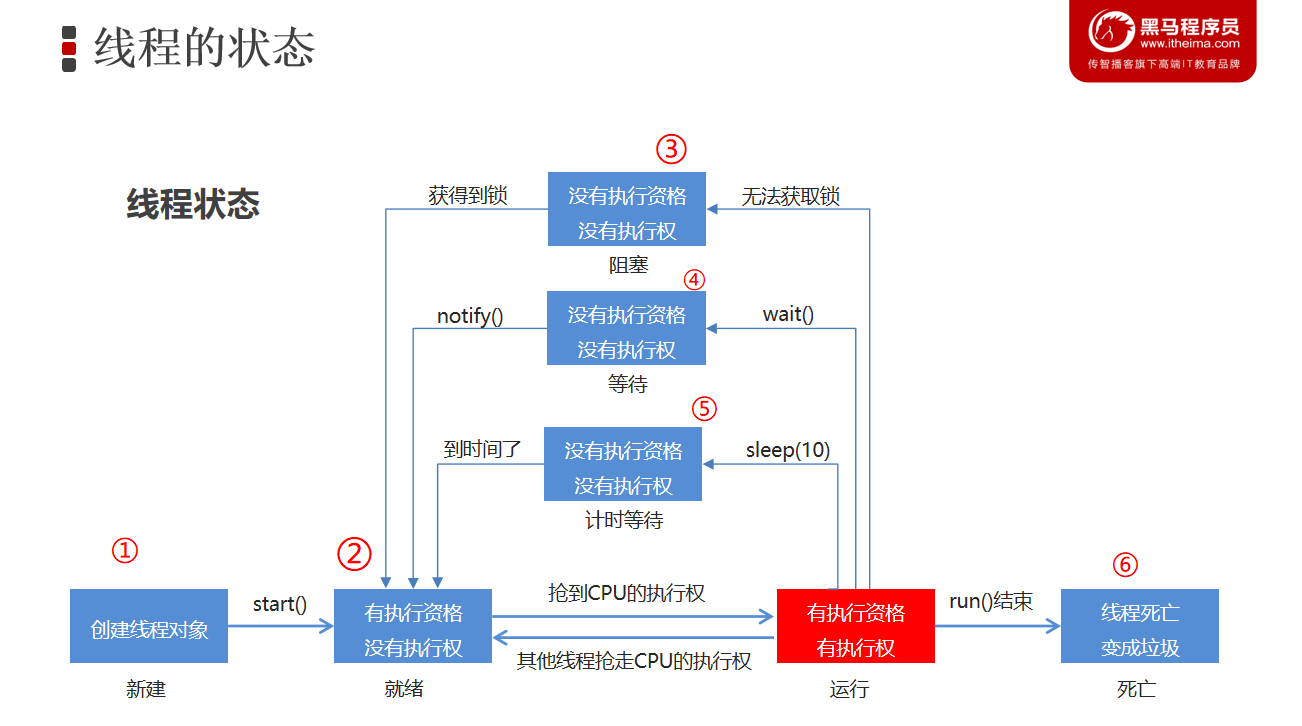 线程的状态
黑马程序员
www.itheima.com
传智播客旗下高端IT教育品牌
线程状态
③
获得到锁
没有执行资格
没有执行权
无法获取锁
阻塞
④
notify()
没有执行资格
没有执行权
wait()
等待
⑤
到时间了
没有执行资格
没有执行权
sleep(10)
计时等待
①
创建线程对象
新建
start()
②
有执行资格
没有执行权
就绪
抢到CPU的执行权
其他线程抢走CPU的执行权
有执行资格
有执行权
运行
run()结束
⑥
线程死亡
变成垃圾
死亡